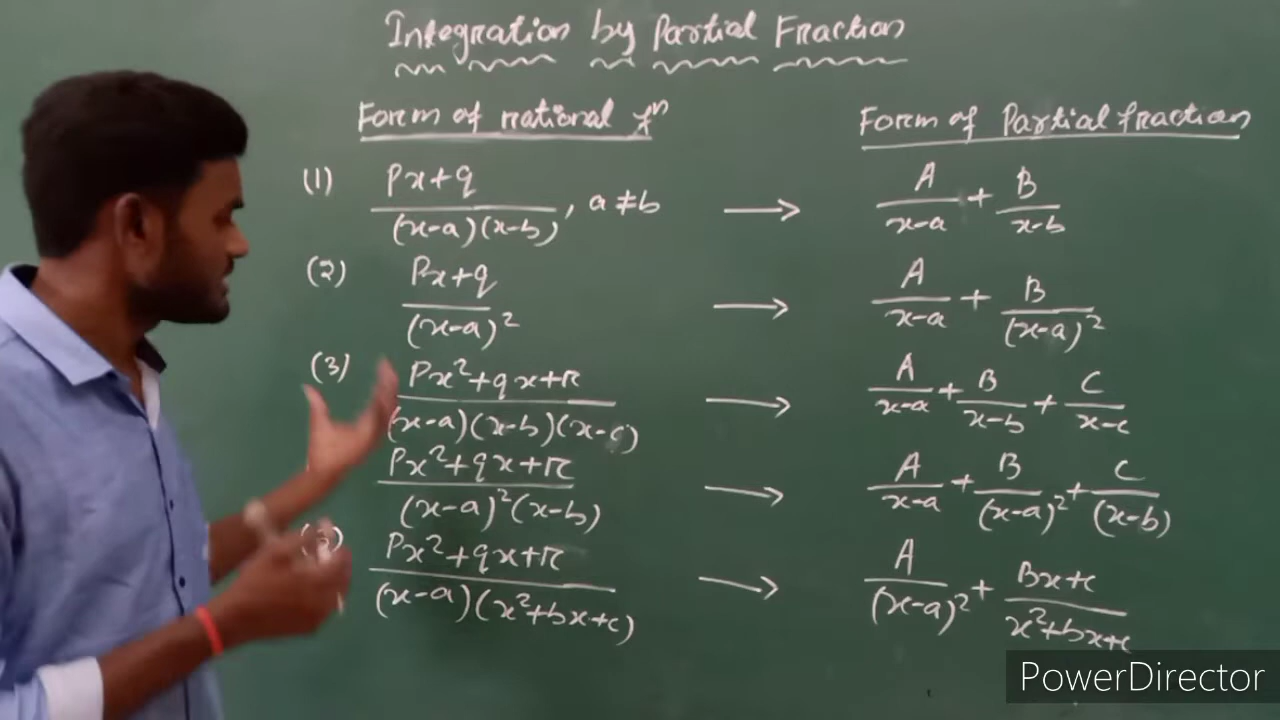 Integration by Partial Fraction
Form of rational fⁿ Form of Partial fraction
(1) Px+q / (x-a)(x-b), a≠b → A/x-a + B/x-b
(2) Px+q / (x-a)² → A/x-a + B/(x-a)²
(3) Px²+qx+r / (x-a)(x-b)(x-c) → A/x-a + B/x-b + C/x-c
Px²+qx+r / (x-a)²(x-b) → A/x-a + B/(x-a)² + C/(x-b)
Px²+qx+r / (x-a)(x²+bx+c) → A/(x-a)² + Bx+c/x²+bx+c
PowerDirector